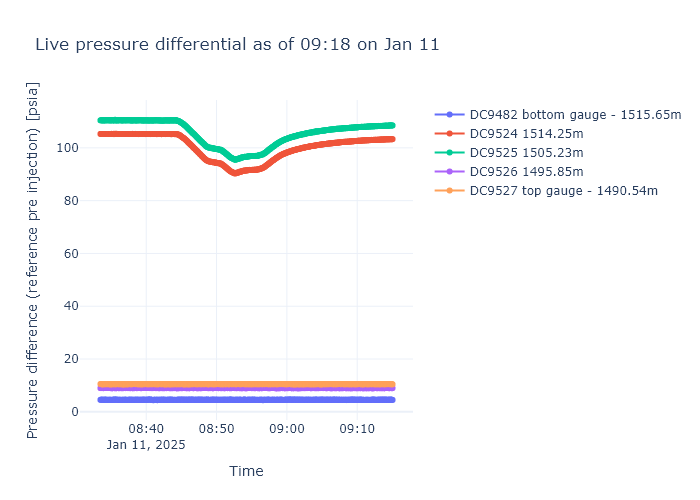 Live pressure differential as of 09:18 on Jan 11
Pressure difference (reference pre injection) [psia]
100
80
60
40
20
0
08:40
Jan 11, 2025
08:50
09:00
09:10
Time
DC9482 bottom gauge - 1515.65m
DC9524 1514.25m
DC9525 1505.23m
DC9526 1495.85m
DC9527 top gauge - 1490.54m